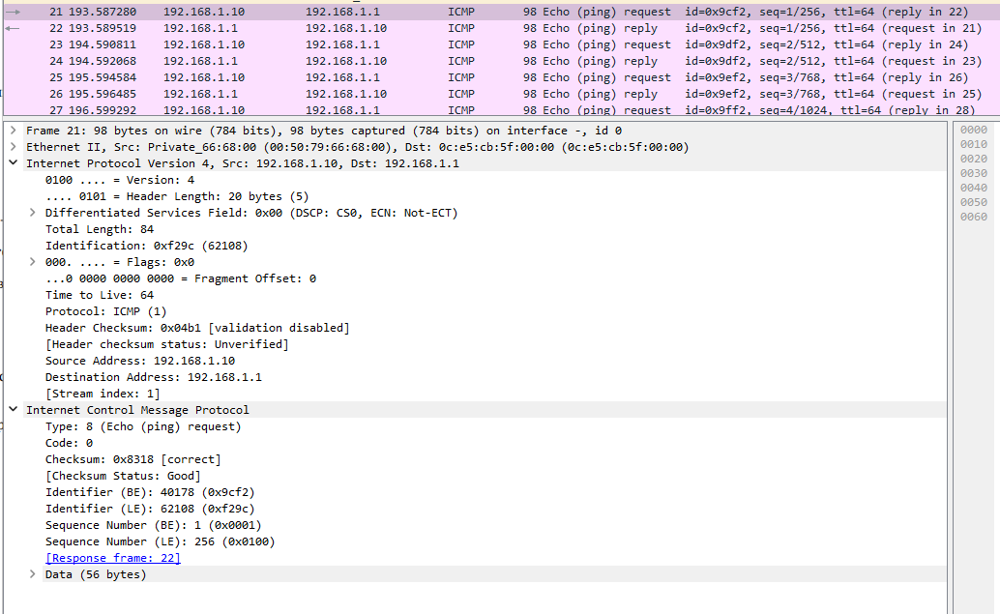 21 193.587280 192.168.1.10 192.168.1.1 ICMP 98 Echo (ping) request id=0x9cf2, seq=1/256, ttl=64 (reply in 22)
22 193.589519 192.168.1.1 192.168.1.10 ICMP 98 Echo (ping) reply id=0x9cf2, seq=1/256, ttl=64 (request in 21)
23 194.590811 192.168.1.10 192.168.1.1 ICMP 98 Echo (ping) request id=0x9df2, seq=2/512, ttl=64 (reply in 24)
24 194.592068 192.168.1.1 192.168.1.10 ICMP 98 Echo (ping) reply id=0x9df2, seq=2/512, ttl=64 (request in 23)
25 195.594584 192.168.1.10 192.168.1.1 ICMP 98 Echo (ping) request id=0x9ef2, seq=3/768, ttl=64 (reply in 26)
26 195.596485 192.168.1.1 192.168.1.10 ICMP 98 Echo (ping) reply id=0x9ef2, seq=3/768, ttl=64 (request in 25)
27 196.599292 192.168.1.10 192.168.1.1 ICMP 98 Echo (ping) request id=0x9ff2, seq=4/1024, ttl=64 (reply in 28)
Frame 21: 98 bytes on wire (784 bits), 98 bytes captured (784 bits) on interface -, id 0
Ethernet II, Src: Private_66:68:00 (00:50:79:66:68:00), Dst: 0c:e5:cb:5f:00:00 (0c:e5:cb:5f:00:00)
Internet Protocol Version 4, Src: 192.168.1.10, Dst: 192.168.1.1
0100 .... = Version: 4
.... 0101 = Header Length: 20 bytes (5)
Differentiated Services Field: 0x00 (DSCP: CS0, ECN: Not-ECT)
Total Length: 84
Identification: 0xf29c (62108)
000. .... = Flags: 0x0
...0 0000 0000 0000 = Fragment Offset: 0
Time to Live: 64
Protocol: ICMP (1)
Header Checksum: 0x04b1 [validation disabled]
[Header checksum status: Unverified]
Source Address: 192.168.1.10
Destination Address: 192.168.1.1
[Stream index: 1]
Internet Control Message Protocol
Type: 8 (Echo (ping) request)
Code: 0
Checksum: 0x8318 [correct]
[Checksum Status: Good]
Identifier (BE): 40178 (0x9cf2)
Identifier (LE): 62108 (0xf29c)
Sequence Number (BE): 1 (0x0001)
Sequence Number (LE): 256 (0x0100)
[Response frame: 22]
Data (56 bytes)
0000
0010
0020
0030
0040
0050
0060